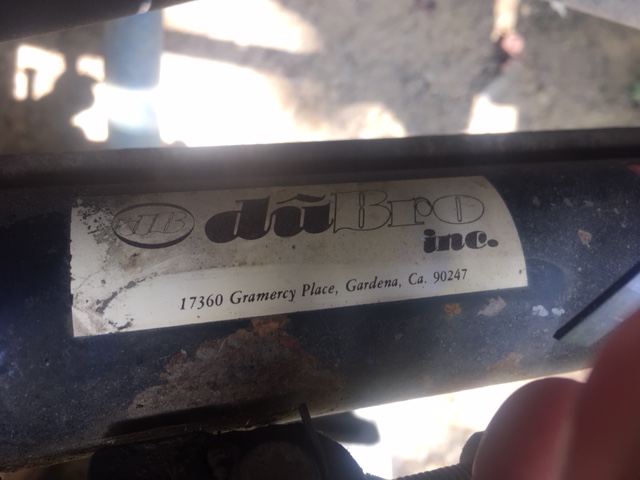 dūBro
inc.
17360 Gramercy Place, Gardena, Ca. 90247